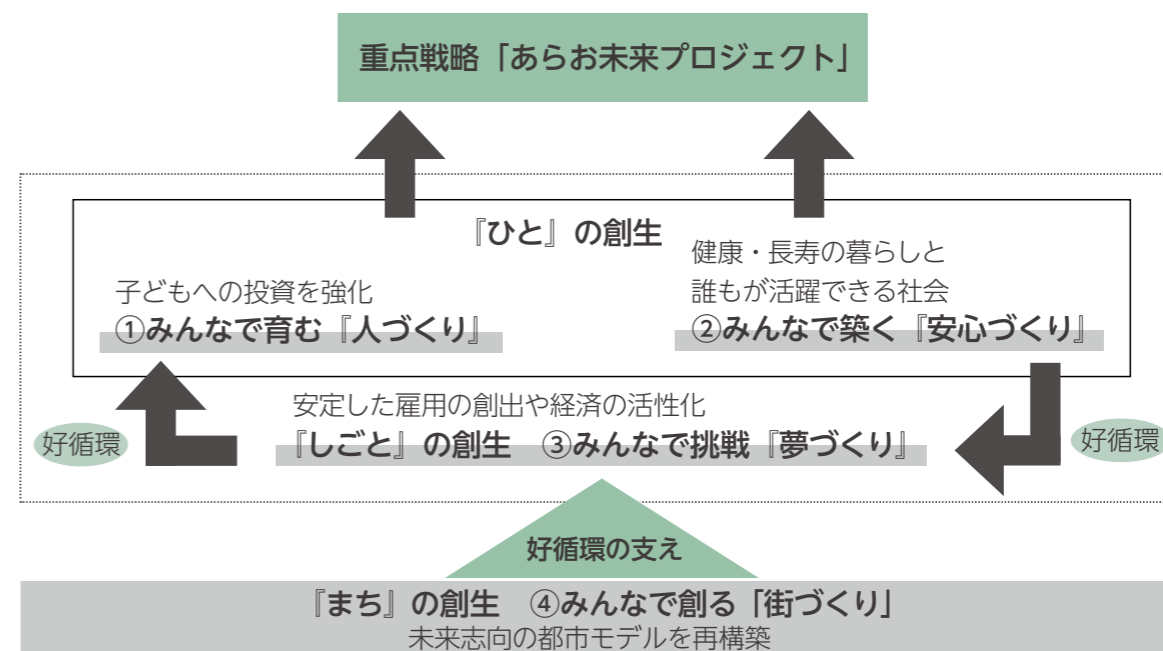 重点戦略「あらお未来プロジェクト」
『ひと』の創生
子どもへの投資を強化
①みんなで育む『人づくり』
健康・長寿の暮らしと
誰もが活躍できる社会
②みんなで築く『安心づくり』
好循環
安定した雇用の創出や経済の活性化
『しごと』の創生　③みんなで挑戦『夢づくり』
好循環
好循環の支え
『まち』の創生　④みんなで創る「街づくり」
未来志向の都市モデルを再構築